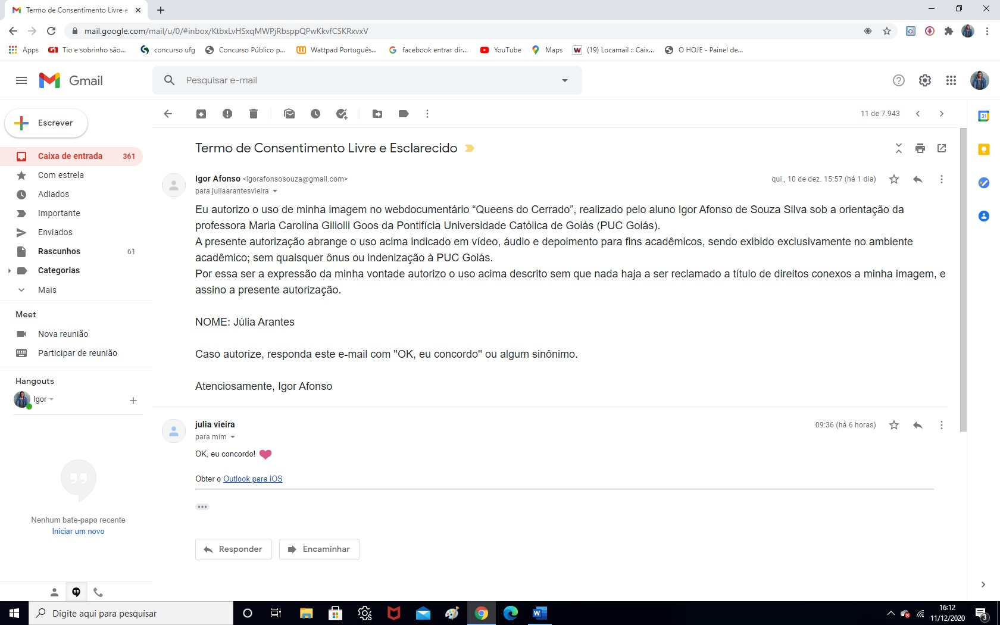 Termo de Consentimento Livre e
mail.google.com/mail/u/0/#inbox/KtbxLvHSxqMWPjRbsppQPwKkvfCSKRxvxV
Apps
G1 Tio e sobrinho são...
concurso ufg
Concurso Público p...
Wattpad Português...
facebook entrar dir...
YouTube
Maps
(19) Locamail :: Caix...
O HOJE - Painel de...
Gmail
Pesquisar e-mail
Escrever
11 de 7.943
Caixa de entrada 361
Com estrela
Adiados
Importante
Enviados
Rascunhos 61
Categorias
Mais
Meet
Nova reunião
Participar de reunião
Hangouts
Igor
Nenhum bate-papo recente
Iniciar um novo
Termo de Consentimento Livre e Esclarecido
Igor Afonso <igorafonsosouza@gmail.com>
qui., 10 de dez. 15:57 (há 1 dia)
para juliaarantesvieira
Eu autorizo o uso de minha imagem no webdocumentário “Queens do Cerrado”, realizado pelo aluno Igor Afonso de Souza Silva sob a orientação da
professora Maria Carolina Giliolli Goos da Pontifícia Universidade Católica de Goiás (PUC Goiás).
A presente autorização abrange o uso acima indicado em vídeo, áudio e depoimento para fins acadêmicos, sendo exibido exclusivamente no ambiente
acadêmico; sem quaisquer ônus ou indenização à PUC Goiás.
Por essa ser a expressão da minha vontade autorizo o uso acima descrito sem que nada haja a ser reclamado a título de direitos conexos a minha imagem, e
assino a presente autorização.
NOME: Júlia Arantes
Caso autorize, responda este e-mail com "OK, eu concordo" ou algum sinônimo.
Atenciosamente, Igor Afonso
julia vieira
09:36 (há 6 horas)
para mim
OK, eu concordo!
Obter o Outlook para iOS
Responder
Encaminhar
31
Digite aqui para pesquisar
16:12
11/12/2020
3